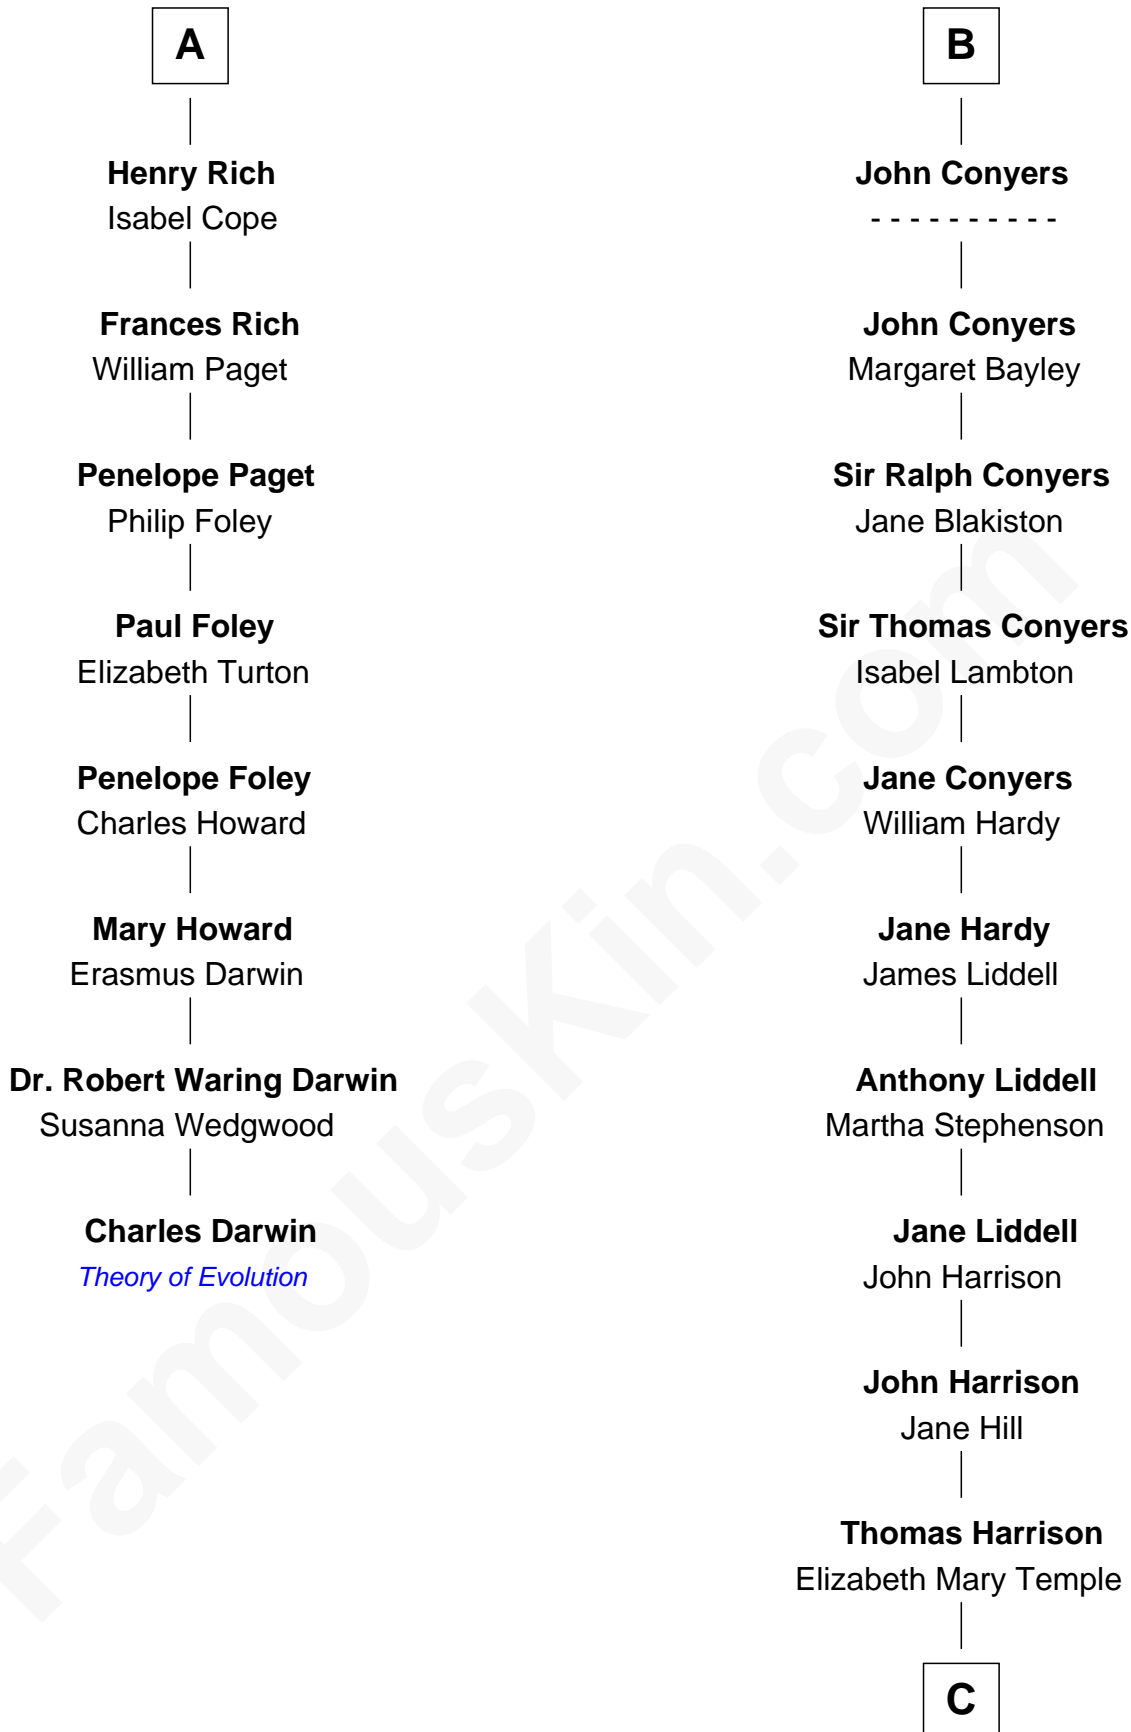 A
Henry Rich
Isabel Cope
Frances Rich
William Paget
Penelope Paget
Philip Foley
Paul Foley
Elizabeth Turton
Penelope Foley
Charles Howard
Mary Howard
Erasmus Darwin
Dr. Robert Waring Darwin
Susanna Wedgwood
Charles Darwin
Theory of Evolution
B
John Conyers
- - - - - - - - - -
John Conyers
Margaret Bayley
Sir Ralph Conyers
Jane Blakiston
Sir Thomas Conyers
Isabel Lambton
Jane Conyers
William Hardy
Jane Hardy
James Liddell
Anthony Liddell
Martha Stephenson
Jane Liddell
John Harrison
John Harrison
Jane Hill
Thomas Harrison
Elizabeth Mary Temple
C
FamousKin.com